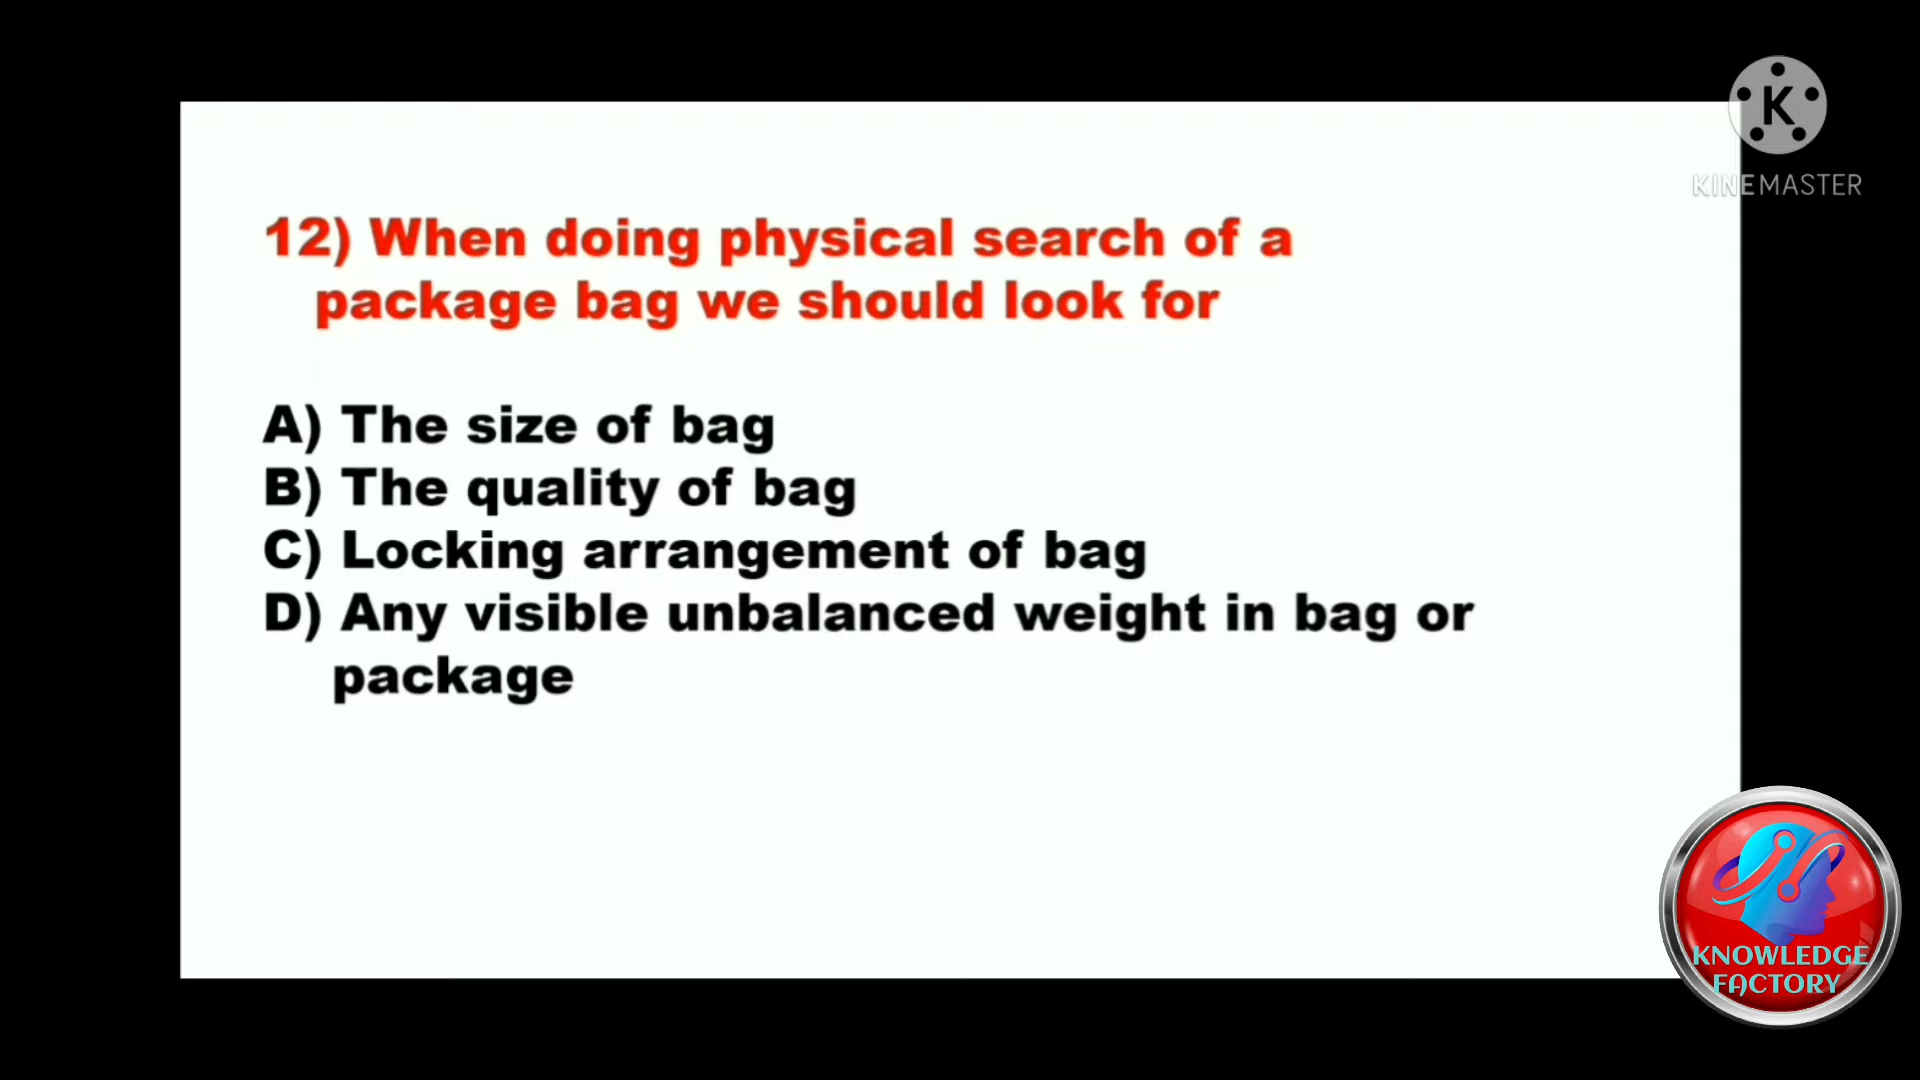 K
KINEMASTER
12) When doing physical search of a
package bag we should look for
A) The size of bag
B) The quality of bag
C) Locking arrangement of bag
D) Any visible unbalanced weight in bag or
package
KNOWLEDGE
FACTORY